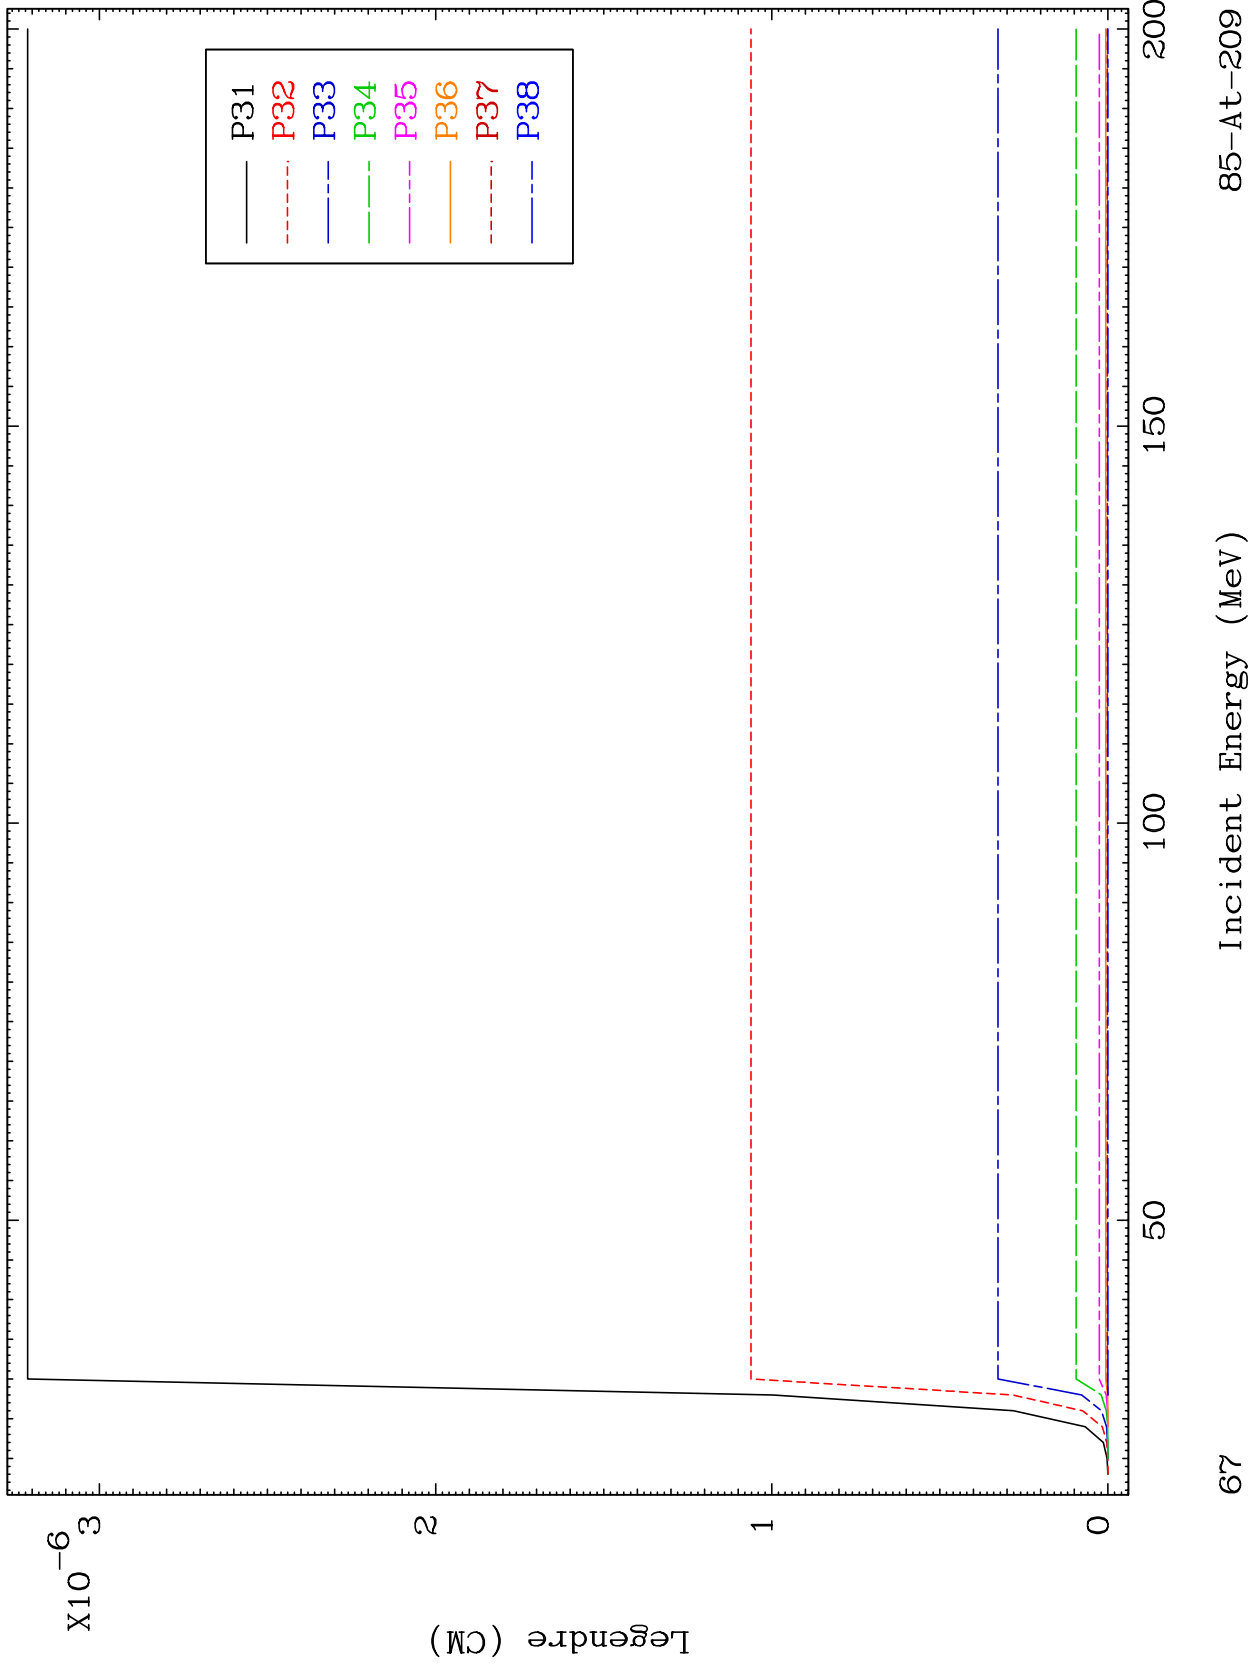 X10-6
3
2
1
0
Legendre (CM)
P31
P32
P33
P34
P35
P36
P37
P38
50
100
150
200
67
Incident Energy (MeV)
85-At-209